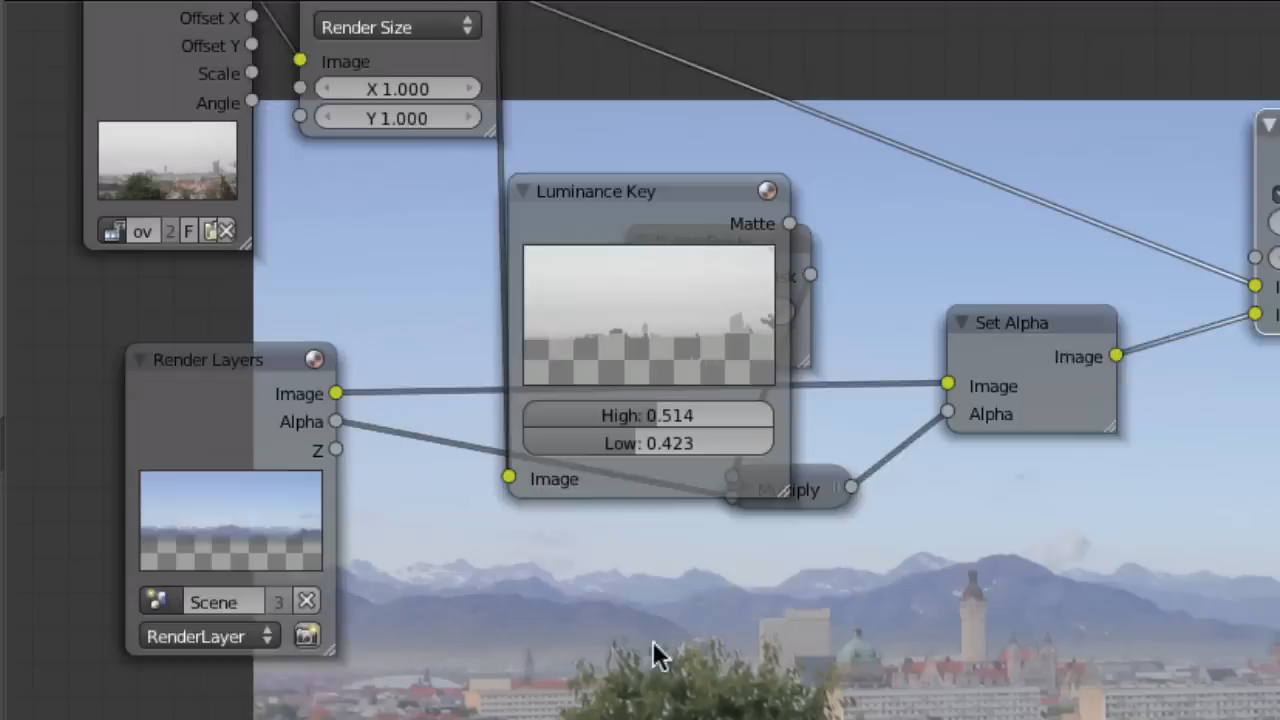 Offset X
Offset Y
Scale
Angle
ov 2 F
Render Size
Image
X 1.000
Y 1.000
Luminance Key
Matte
High: 0.514
Low: 0.423
Image
Render Layers
Image
Alpha
Z
Scene 3
RenderLayer
Set Alpha
Image
Image
Alpha